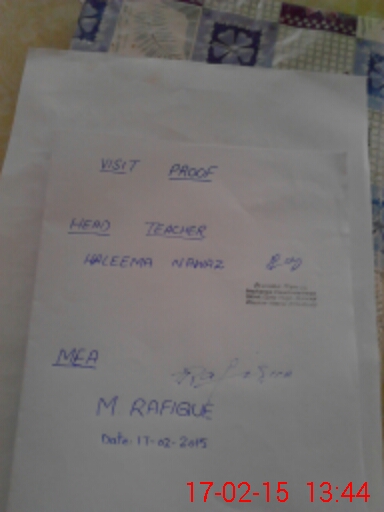 VISIT PROOF
HEAD TEACHER
HALEEMA NAWAZ
MEA
M RAFIQUE
Date: 17-02-2015
17-02-15 13:44